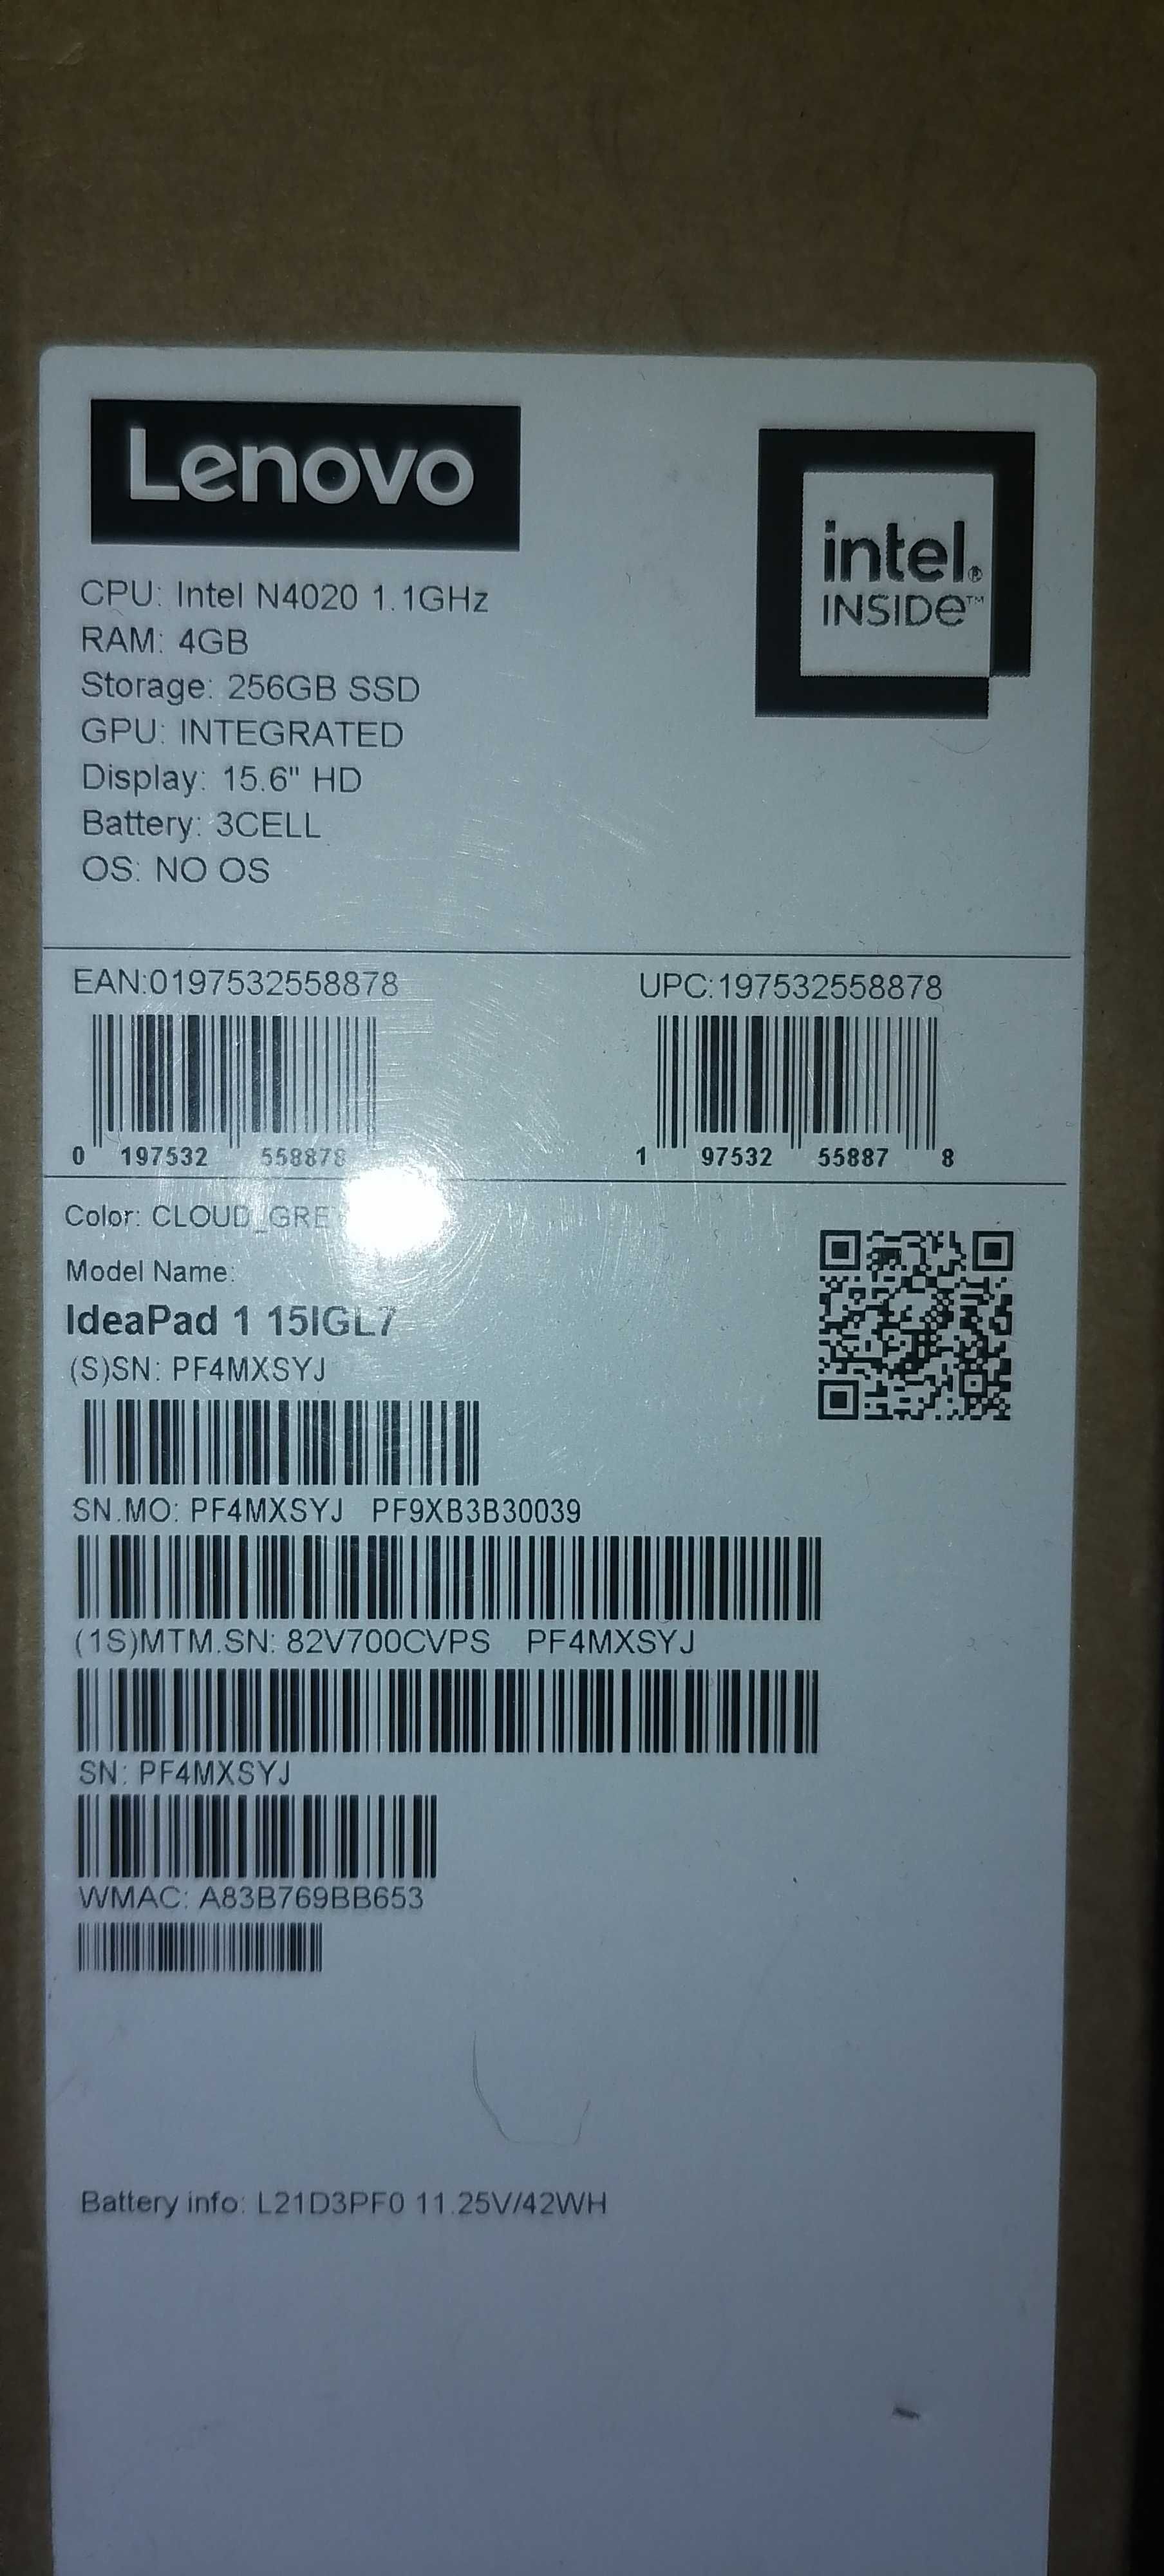 Lenovo
intel®
INSIDE™
CPU: Intel N4020 1.1GHz
RAM: 4GB
Storage: 256GB SSD
GPU: INTEGRATED
Display: 15.6" HD
Battery: 3CELL
OS: NO OS
EAN:0197532558878
UPC:197532558878
0 197532 558878
1 97532 55887 8
Color: CLOUD_GRE
Model Name:
IdeaPad 1 15IGL7
(S)SN: PF4MXSYJ
SN.MO: PF4MXSYJ PF9XB3B30039
(1S)MTM.SN: 82V700CVPS PF4MXSYJ
SN: PF4MXSYJ
WMAC: A83B769BB653
Battery info: L21D3PF0 11.25V/42WH